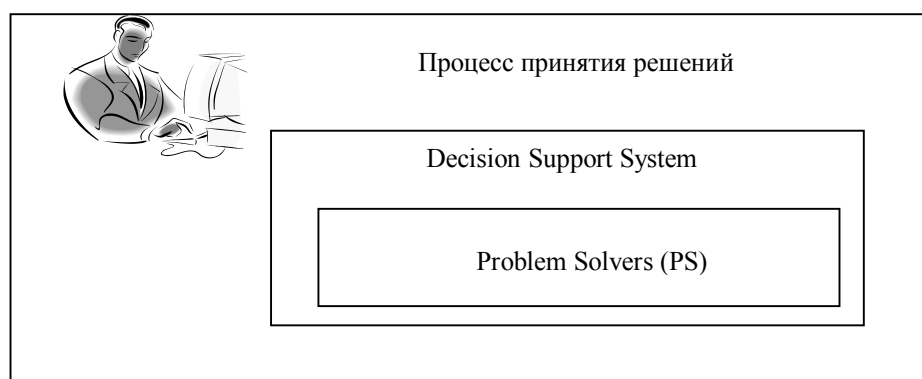 Процесс принятия решений
Decision Support System
Problem Solvers (PS)